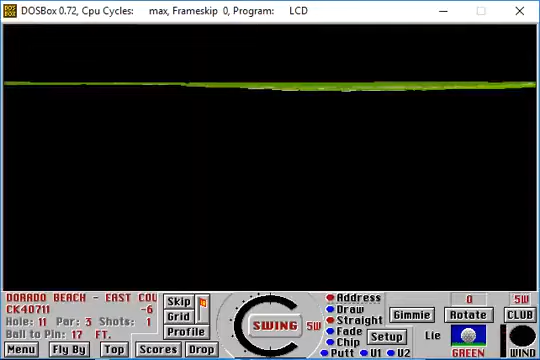 DOSBox 0.72, Cpu Cycles: max, Frameskip 0, Program: LCD
DORADO BEACH - EAST COU
CK40711 -6
Hole: 11 Par: 3 Shots: 1
Ball to Pin: 17 FT.
Menu Fly By Top Scores Drop
Skip
Grid
Profile
SWING 5W
Address
Draw
Straight
Fade
Chip
Putt U1 U2
Setup
Gimmie
0
Rotate
5W
CLUB
Lie
GREEN
WIND